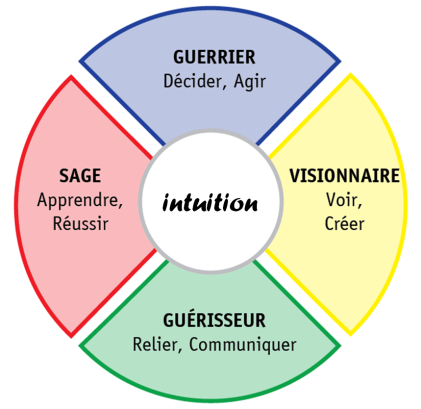 GUERRIER
Décider, Agir
SAGE
Apprendre,
Réussir
intuition
VISIONNAIRE
Voir,
Créer
GUÉRISSEUR
Relier, Communiquer